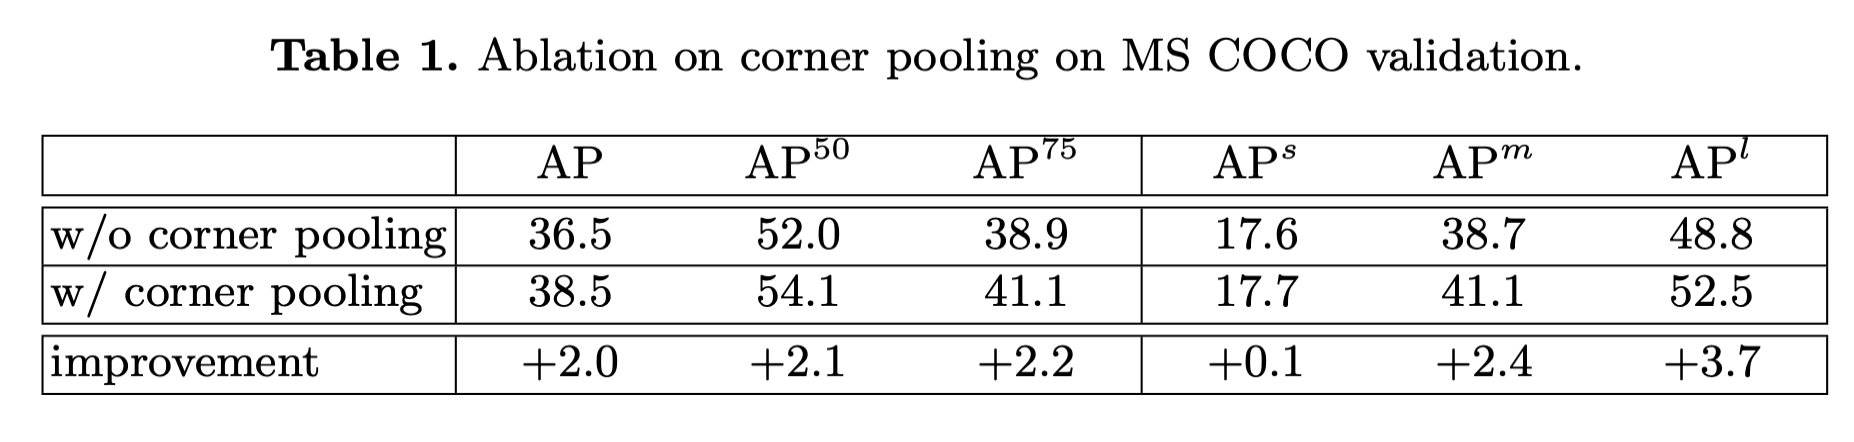 Table 1. Ablation on corner pooling on MS COCO validation.
AP AP^50 AP^75 AP^s AP^m AP^l
w/o corner pooling 36.5 52.0 38.9 17.6 38.7 48.8
w/ corner pooling 38.5 54.1 41.1 17.7 41.1 52.5
improvement +2.0 +2.1 +2.2 +0.1 +2.4 +3.7